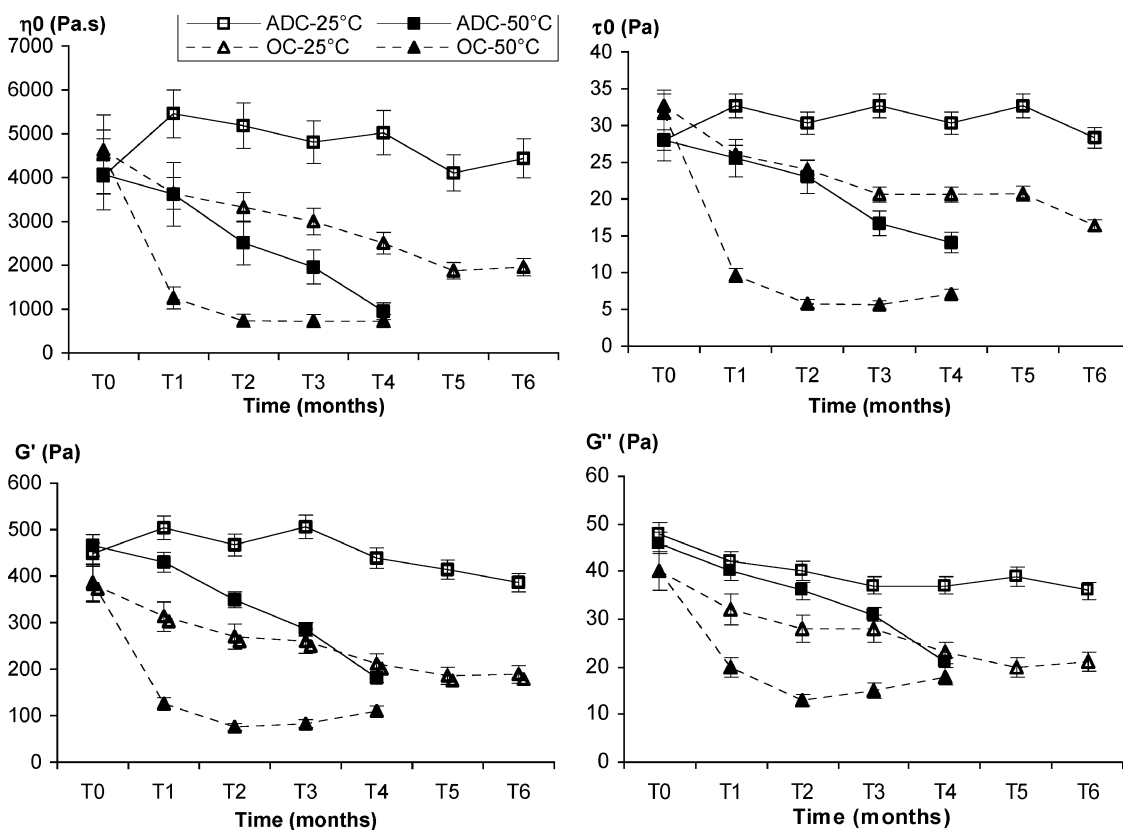 η0 (Pa.s)
ADC-25°C ADC-50°C
OC-25°C OC-50°C
7000
6000
5000
4000
3000
2000
1000
0
T0 T1 T2 T3 T4 T5 T6
Time (months)
τ0 (Pa)
40
35
30
25
20
15
10
5
0
T0 T1 T2 T3 T4 T5 T6
Time (months)
G' (Pa)
600
500
400
300
200
100
0
T0 T1 T2 T3 T4 T5 T6
Time (months)
G'' (Pa)
60
50
40
30
20
10
0
T0 T1 T2 T3 T4 T5 T6
Time (months)